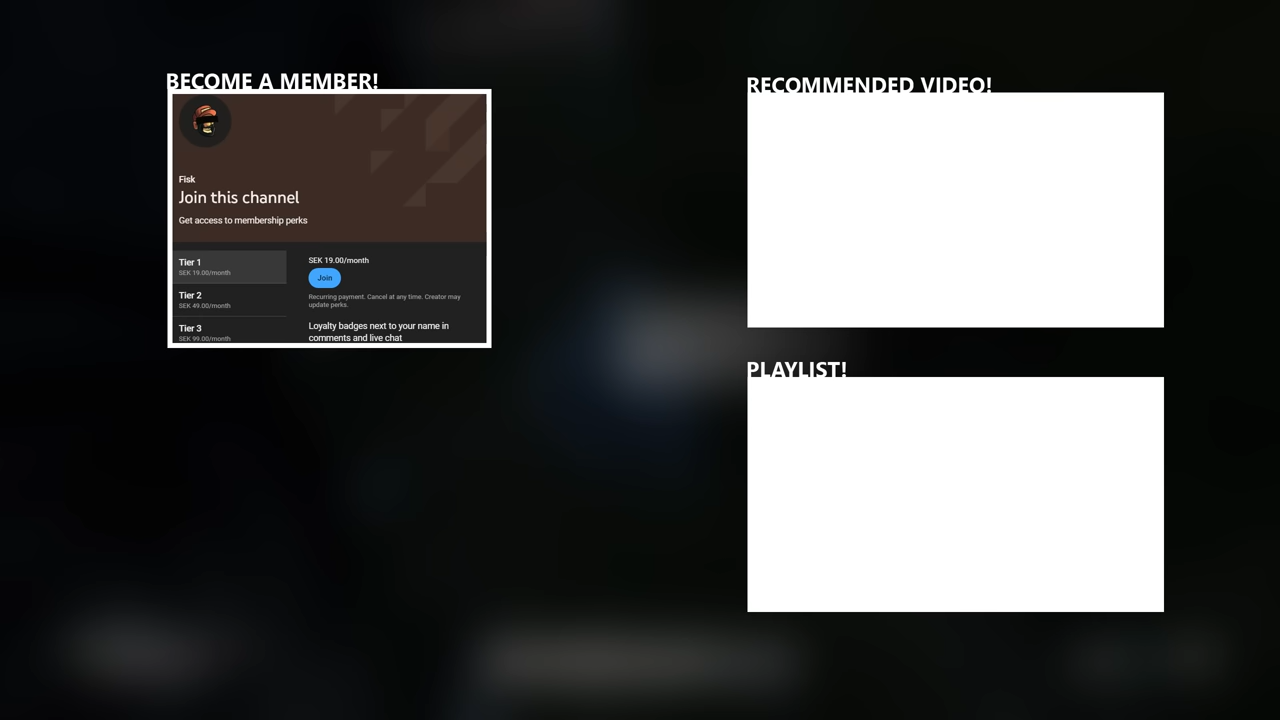 BECOME A MEMBER!
Fisk
Join this channel
Get access to membership perks
Tier 1
SEK 19.00/month
Tier 2
SEK 49.00/month
Tier 3
SEK 99.00/month
SEK 19.00/month
Join
Recurring payment. Cancel at any time. Creator may
update perks.
Loyalty badges next to your name in
comments and live chat
RECOMMENDED VIDEO!
PLAYLIST!